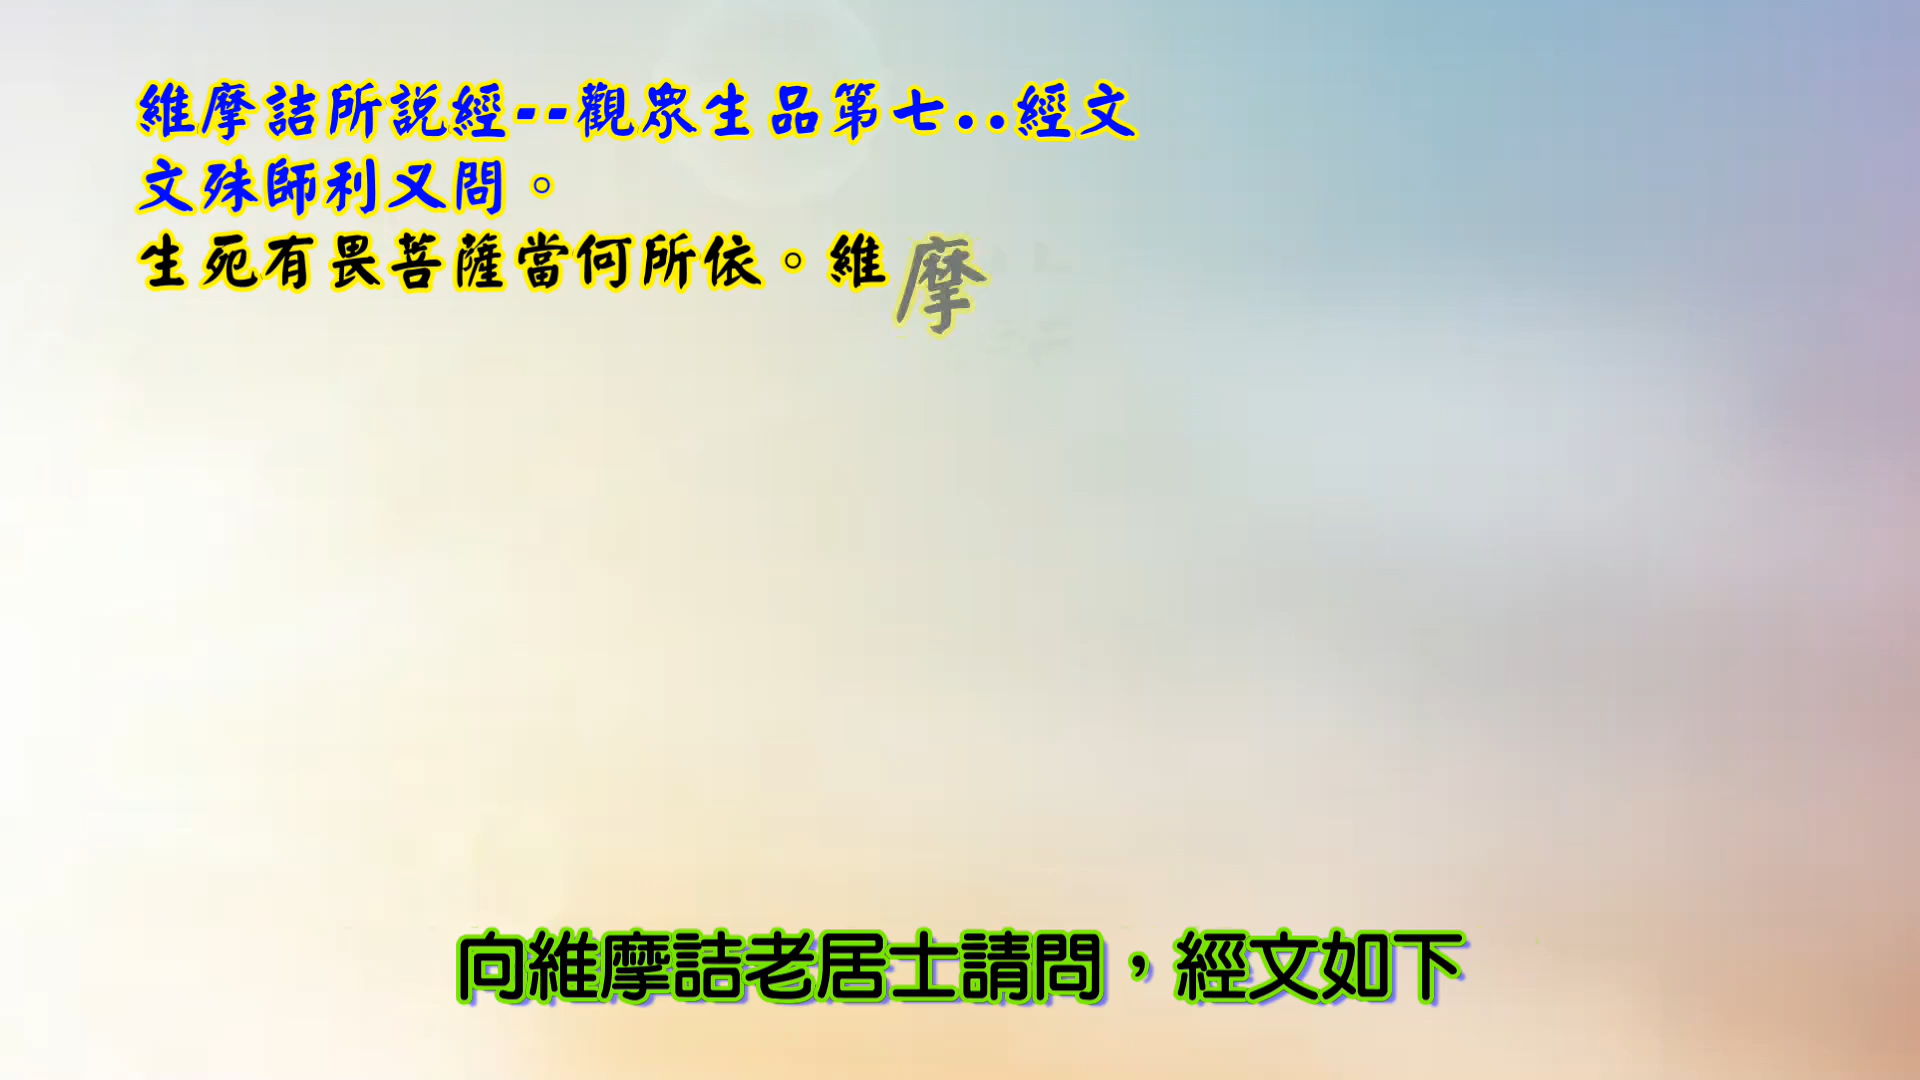 維摩詰所說經--觀眾生品第七..經文
文殊師利又問。
生死有畏菩薩當何所依。維摩
向維摩詰老居士請問，經文如下